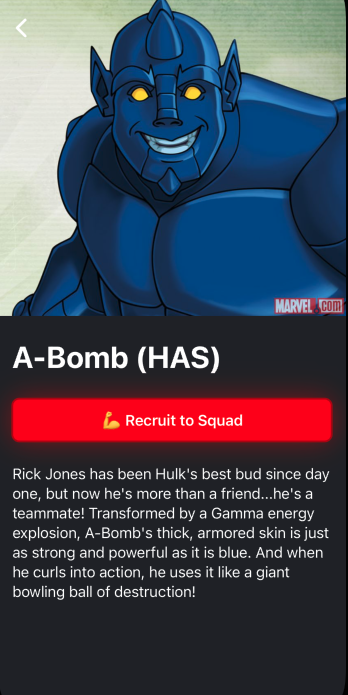 MARVEL.com
A-Bomb (HAS)
💪 Recruit to Squad
Rick Jones has been Hulk's best bud since day
one, but now he's more than a friend...he's a
teammate! Transformed by a Gamma energy
explosion, A-Bomb's thick, armored skin is just
as strong and powerful as it is blue. And when
he curls into action, he uses it like a giant
bowling ball of destruction!